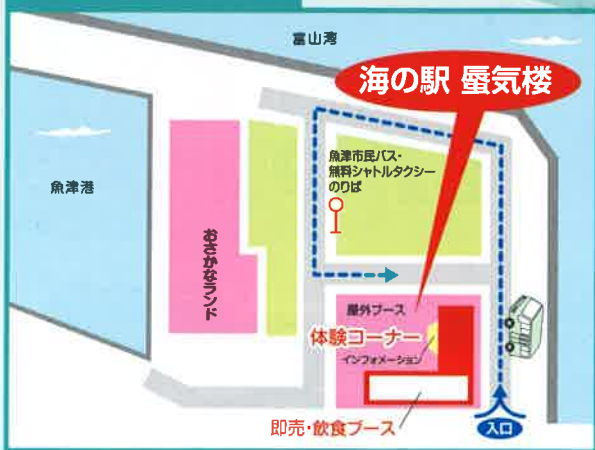 富山湾
海の駅 蜃気楼
魚津市民バス・
無料シャトルタクシー
のりば
魚津港
おさかなランド
屋外ブース
体験コーナー
インフォメーション
即売・飲食ブース
入口